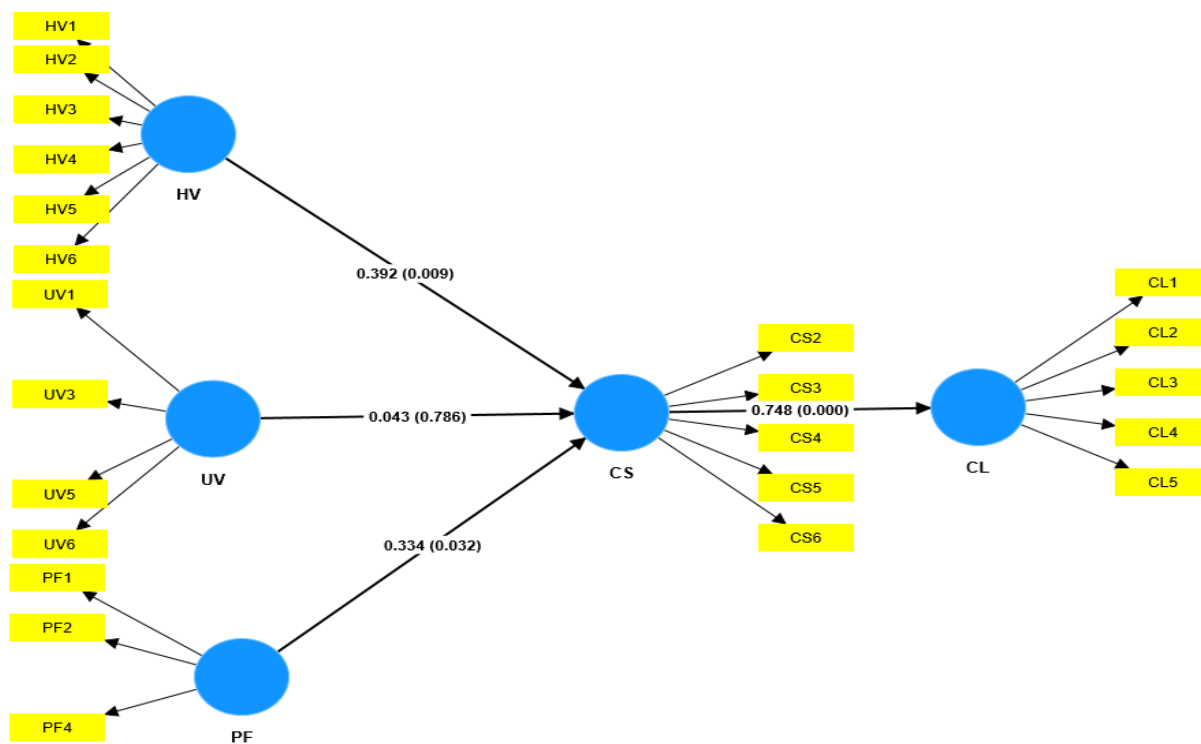 HV1
HV2
HV3
HV4
HV5
HV6
HV
0.392 (0.009)
UV1
UV3
UV5
UV6
UV
0.043 (0.786)
PF1
PF2
PF4
PF
0.334 (0.032)
CS
CS2
CS3
0.748 (0.000)
CS4
CS5
CS6
CL
CL1
CL2
CL3
CL4
CL5